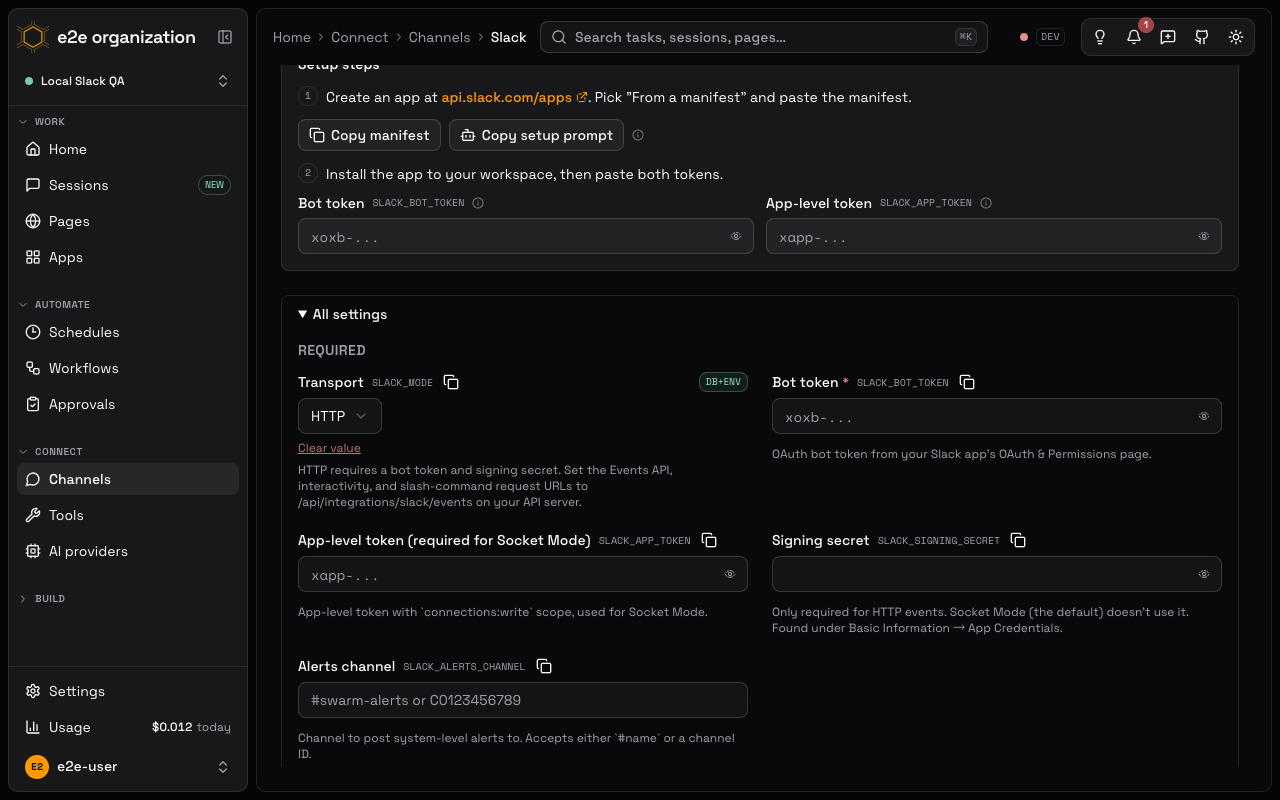 e2e organization
Local Slack QA
WORK
Home
Sessions NEW
Pages
Apps
AUTOMATE
Schedules
Workflows
Approvals
CONNECT
Channels
Tools
AI providers
BUILD
Settings
Usage $0.012 today
E2 e2e-user
Home > Connect > Channels > Slack
Search tasks, sessions, pages... ⌘K
DEV
1
Setup steps
1 Create an app at api.slack.com/apps. Pick "From a manifest" and paste the manifest.
Copy manifest Copy setup prompt
2 Install the app to your workspace, then paste both tokens.
Bot token SLACK_BOT_TOKEN App-level token SLACK_APP_TOKEN
xoxb-... xapp-...
All settings
REQUIRED
Transport SLACK_MODE DB+ENV
HTTP
Clear value
HTTP requires a bot token and signing secret. Set the Events API,
interactivity, and slash-command request URLs to
/api/integrations/slack/events on your API server.
Bot token * SLACK_BOT_TOKEN
xoxb-...
OAuth bot token from your Slack app's OAuth & Permissions page.
App-level token (required for Socket Mode) SLACK_APP_TOKEN
xapp-...
App-level token with `connections:write` scope, used for Socket Mode.
Signing secret SLACK_SIGNING_SECRET
Only required for HTTP events. Socket Mode (the default) doesn't use it.
Found under Basic Information → App Credentials.
Alerts channel SLACK_ALERTS_CHANNEL
#swarm-alerts or C0123456789
Channel to post system-level alerts to. Accepts either `#name` or a channel
ID.